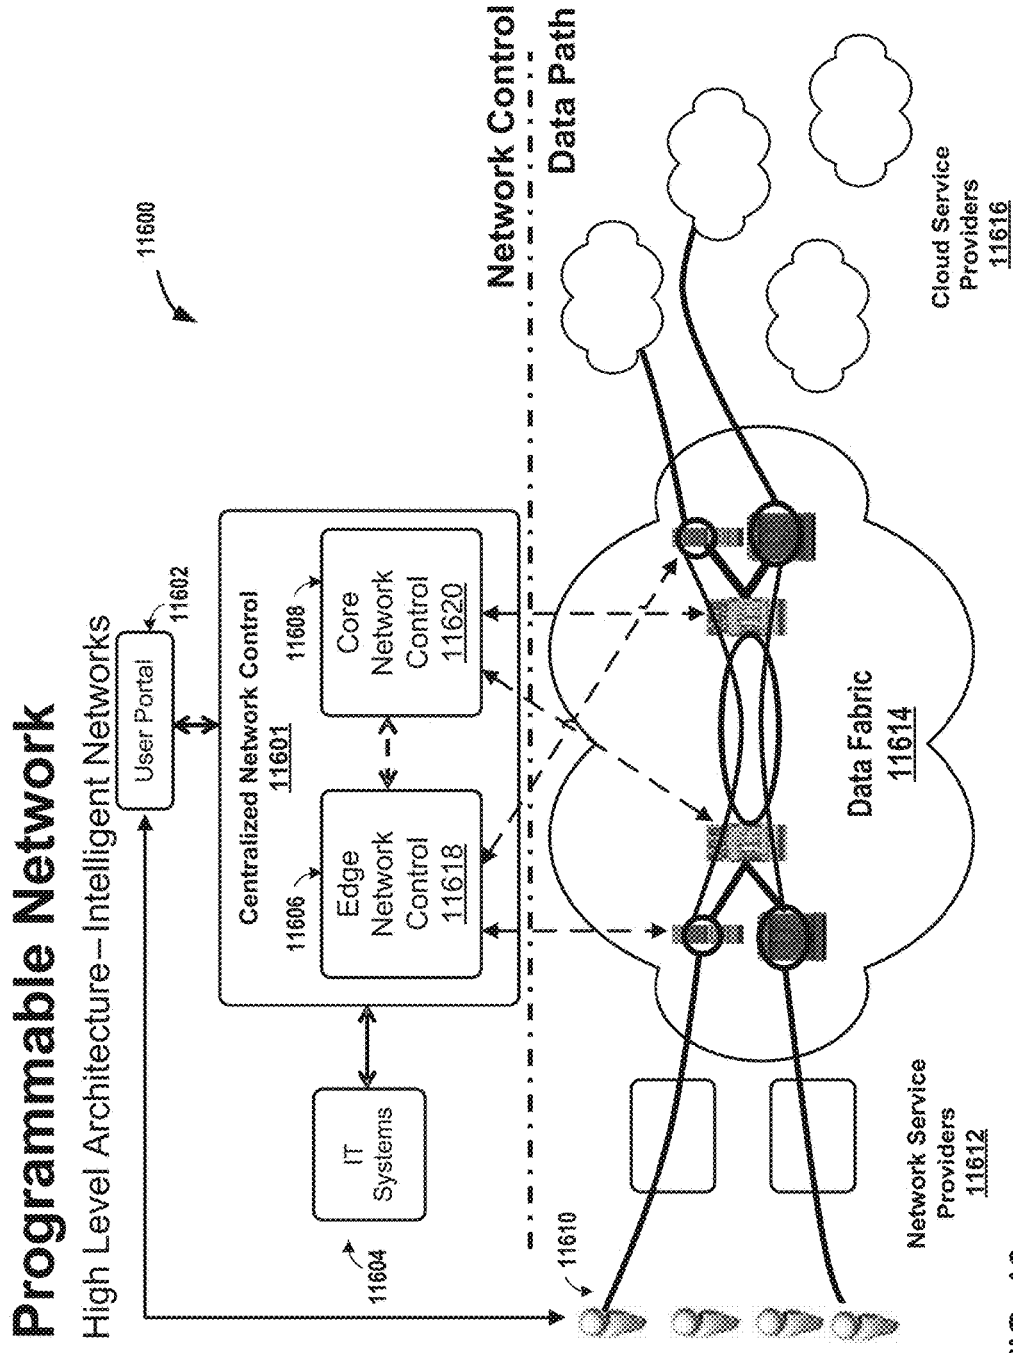 Programmable Network
High Level Architecture–Intelligent Networks
11600
User Portal
11602
Centralized Network Control
11601
11606
Edge
Network
Control
11618
11608
Core
Network
Control
11620
IT
Systems
11604
Network Control
Data Path
11610
Network Service
Providers
11612
Data Fabric
11614
Cloud Service
Providers
11616